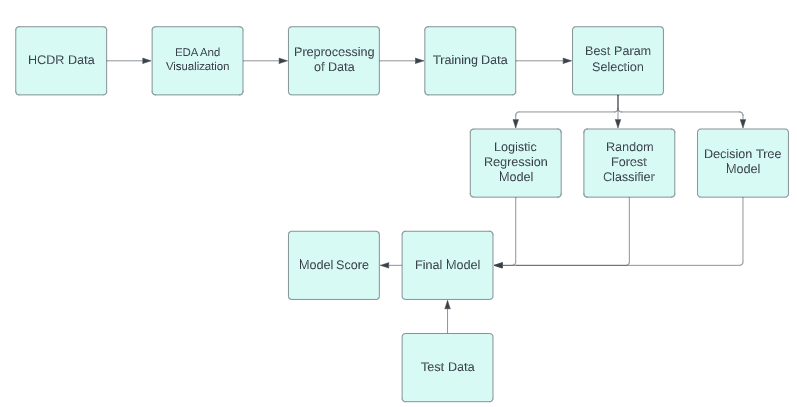 HCDR Data
EDA And
Visualization
Preprocessing
of Data
Training Data
Best Param
Selection
Logistic
Regression
Model
Random
Forest
Classifier
Decision Tree
Model
Model Score
Final Model
Test Data